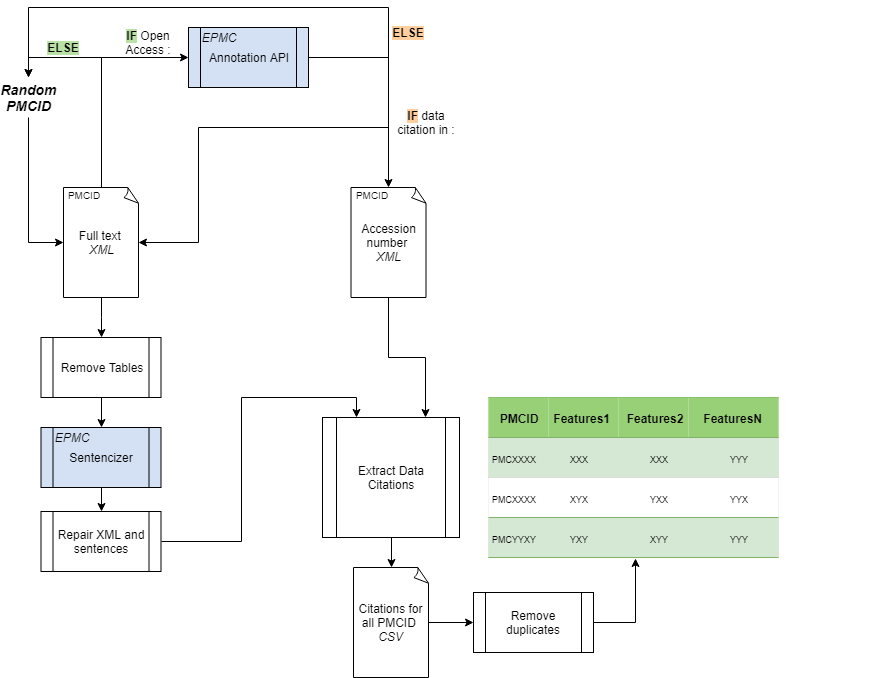 ELSE
IF Open
Access :
EPMC
Annotation API
ELSE
Random
PMCID
IF data
citation in :
PMCID
Full text
XML
PMCID
Accession
number
XML
Remove Tables
EPMC
Sentencizer
Repair XML and
sentences
Extract Data
Citations
PMCID Features1 Features2 FeaturesN
PMCXXXX XXX XXX YYY
PMCXXXX XYX YXX YYX
PMCYYXY YXY XYY YYY
Citations for
all PMCID
CSV
Remove
duplicates